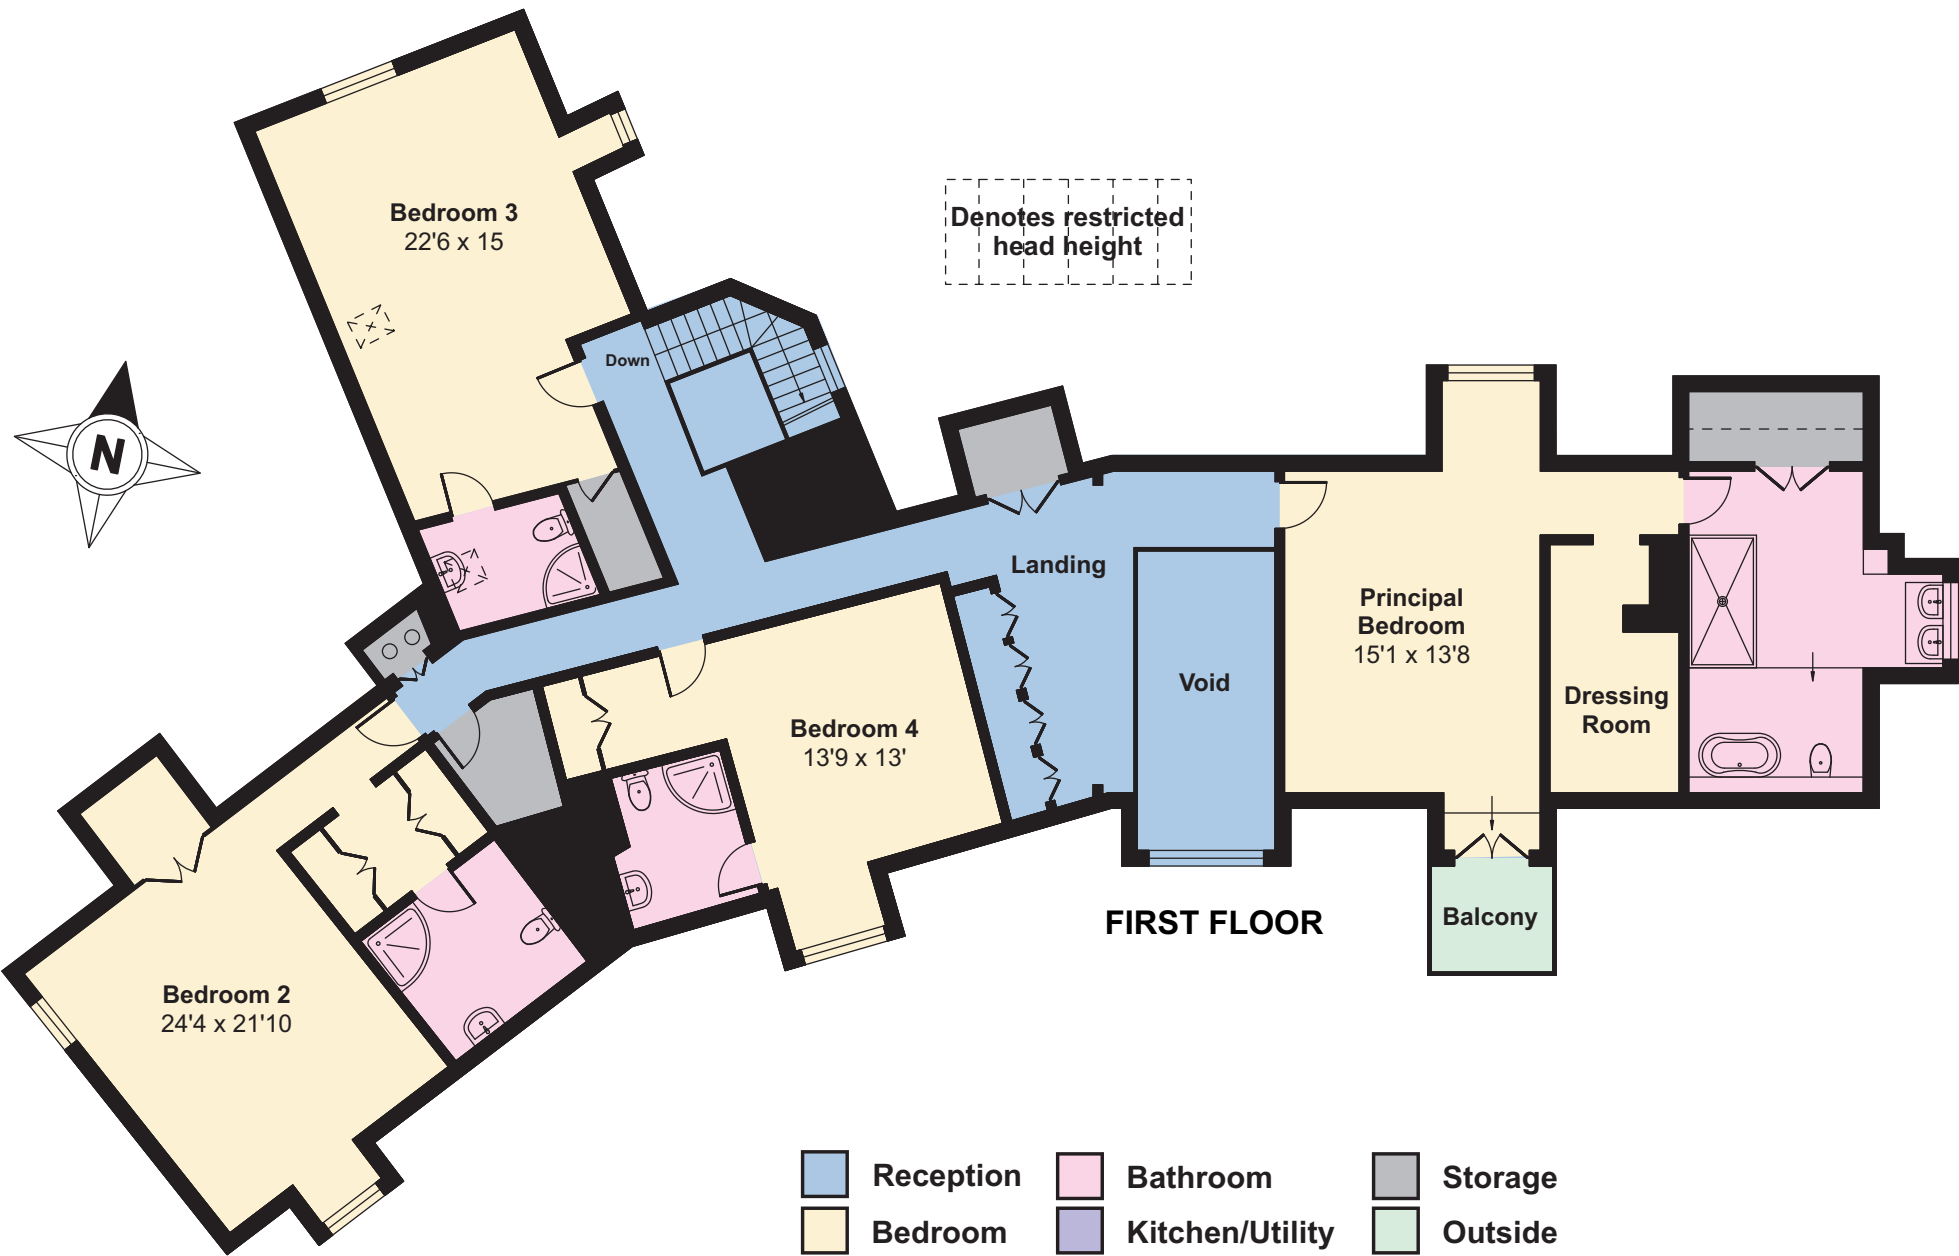 Bedroom 3
22'6 x 15
Denotes restricted
head height
Down
N
Landing
Principal
Bedroom
15'1 x 13'8
Void
Dressing
Room
Bedroom 4
13'9 x 13'
FIRST FLOOR
Balcony
Bedroom 2
24'4 x 21'10
Reception
Bathroom
Storage
Bedroom
Kitchen/Utility
Outside